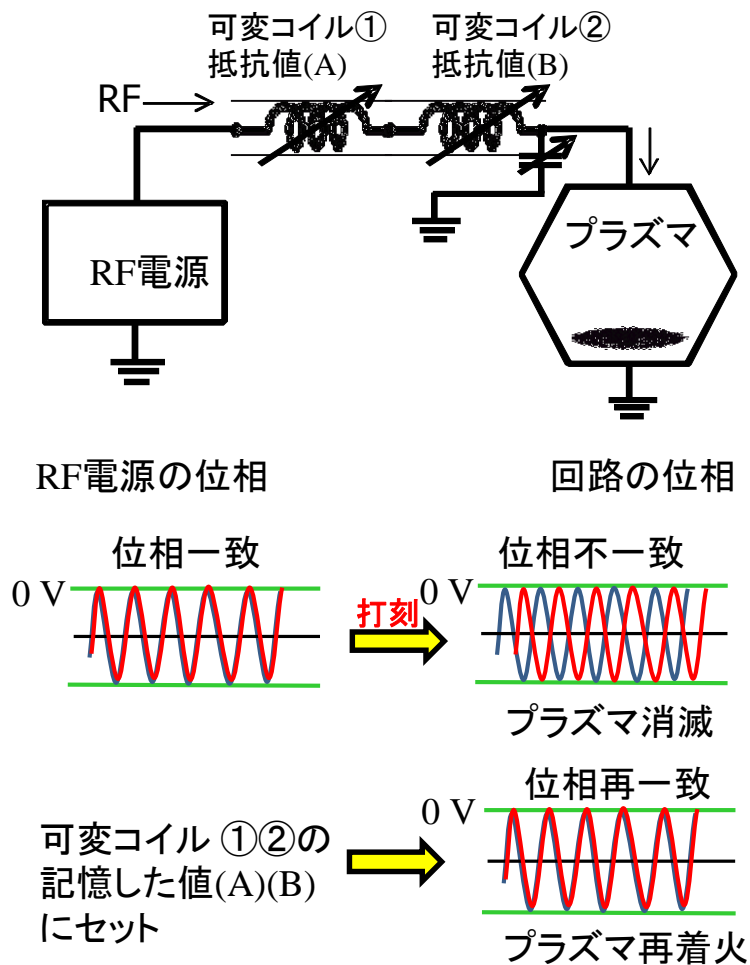 可変コイル①
抵抗値(A)
可変コイル②
抵抗値(B)
RF
RF電源
プラズマ
RF電源の位相
回路の位相
位相一致
0 V
打刻
位相不一致
0 V
プラズマ消滅
可変コイル ①②の
記憶した値(A)(B)
にセット
位相再一致
0 V
プラズマ再着火